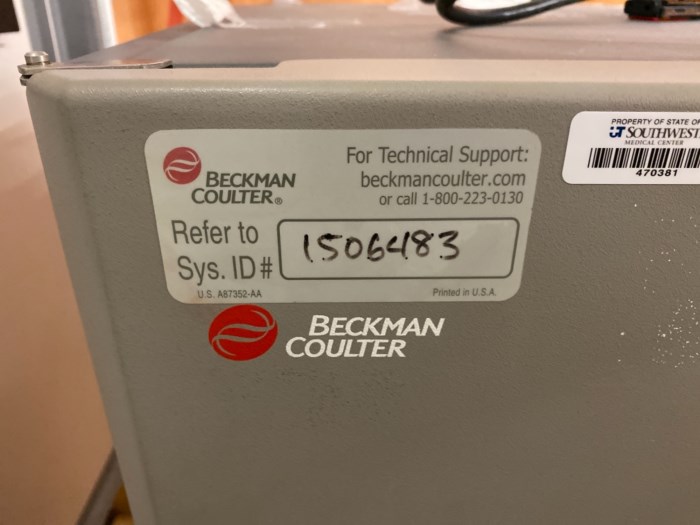 BECKMAN
COULTER®
For Technical Support:
beckmancoulter.com
or call 1-800-223-0130
Refer to
Sys. ID#
1506483
U.S. A87352-AA
Printed in U.S.A.
BECKMAN
COULTER
PROPERTY OF STATE OF
UT SOUTHWEST
MEDICAL CENTER
470381